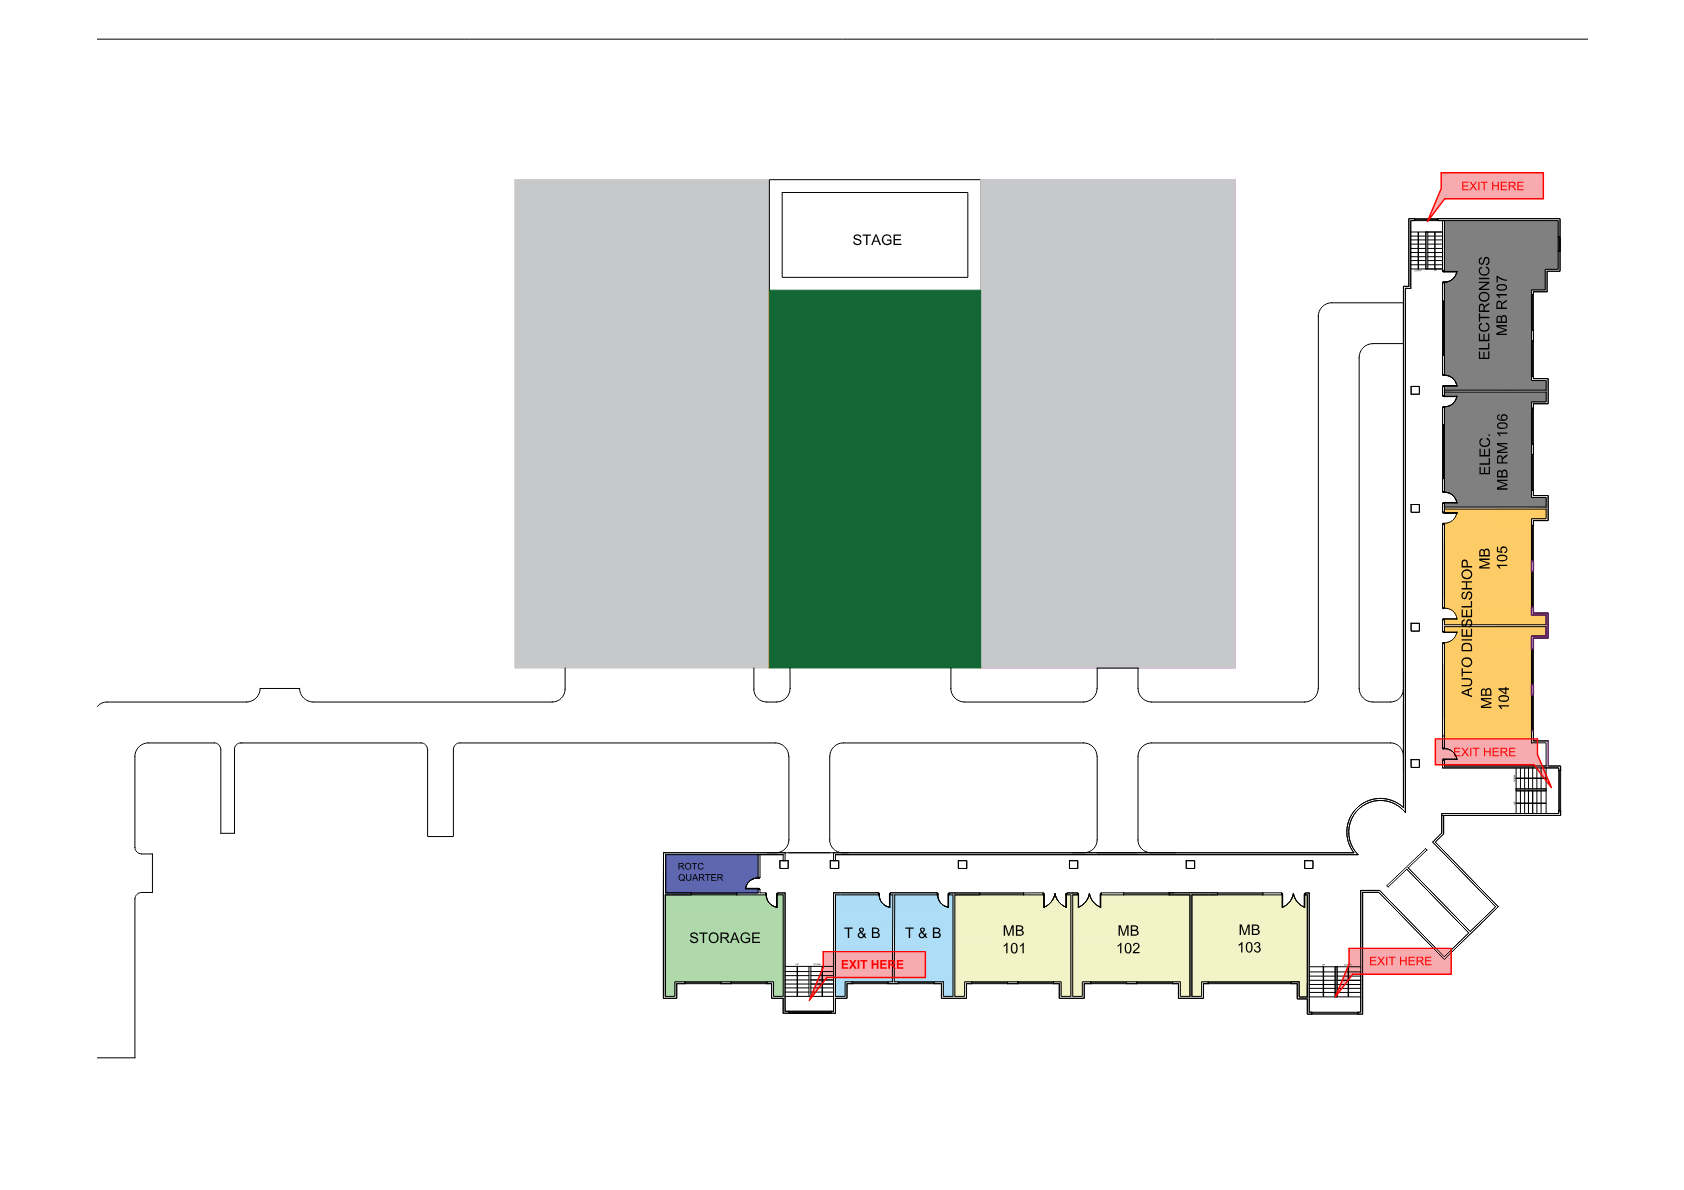 EXIT HERE
STAGE
ELECTRONICS
MB R107
ELEC.
MB RM 106
MB
105
AUTO DIESELSHOP
MB
104
EXIT HERE
ROTC
QUARTER
STORAGE
T & B
T & B
MB
101
MB
102
MB
103
EXIT HERE
EXIT HERE